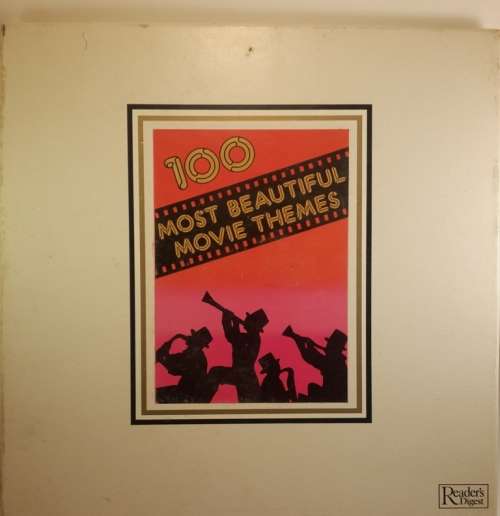 100
MOST BEAUTIFUL
MOVIE THEMES
Reader's
Digest